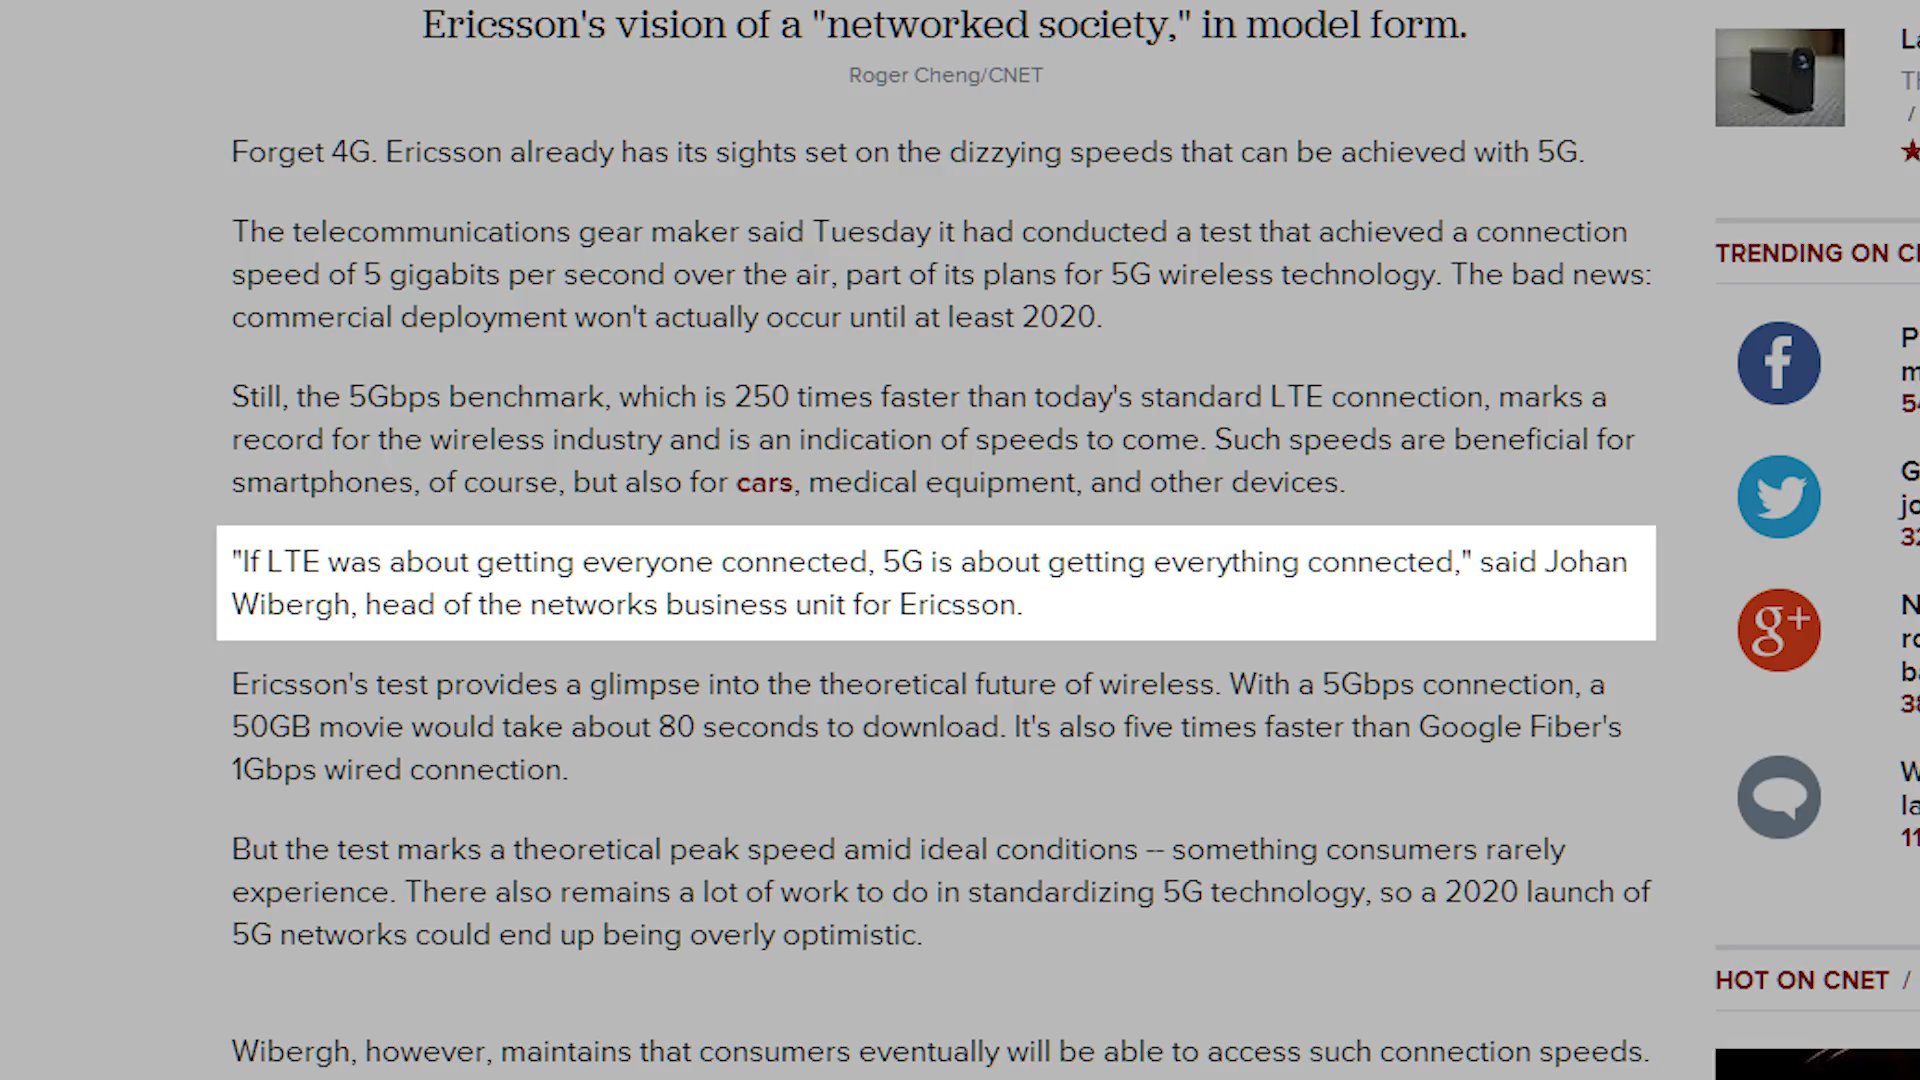 Ericsson's vision of a "networked society," in model form.
Roger Cheng/CNET
Forget 4G. Ericsson already has its sights set on the dizzying speeds that can be achieved with 5G.
The telecommunications gear maker said Tuesday it had conducted a test that achieved a connection
speed of 5 gigabits per second over the air, part of its plans for 5G wireless technology. The bad news:
commercial deployment won't actually occur until at least 2020.
Still, the 5Gbps benchmark, which is 250 times faster than today's standard LTE connection, marks a
record for the wireless industry and is an indication of speeds to come. Such speeds are beneficial for
smartphones, of course, but also for cars, medical equipment, and other devices.
"If LTE was about getting everyone connected, 5G is about getting everything connected," said Johan
Wibergh, head of the networks business unit for Ericsson.
Ericsson's test provides a glimpse into the theoretical future of wireless. With a 5Gbps connection, a
50GB movie would take about 80 seconds to download. It's also five times faster than Google Fiber's
1Gbps wired connection.
But the test marks a theoretical peak speed amid ideal conditions -- something consumers rarely
experience. There also remains a lot of work to do in standardizing 5G technology, so a 2020 launch of
5G networks could end up being overly optimistic.
Wibergh, however, maintains that consumers eventually will be able to access such connection speeds.
TRENDING ON
HOT ON CNET /